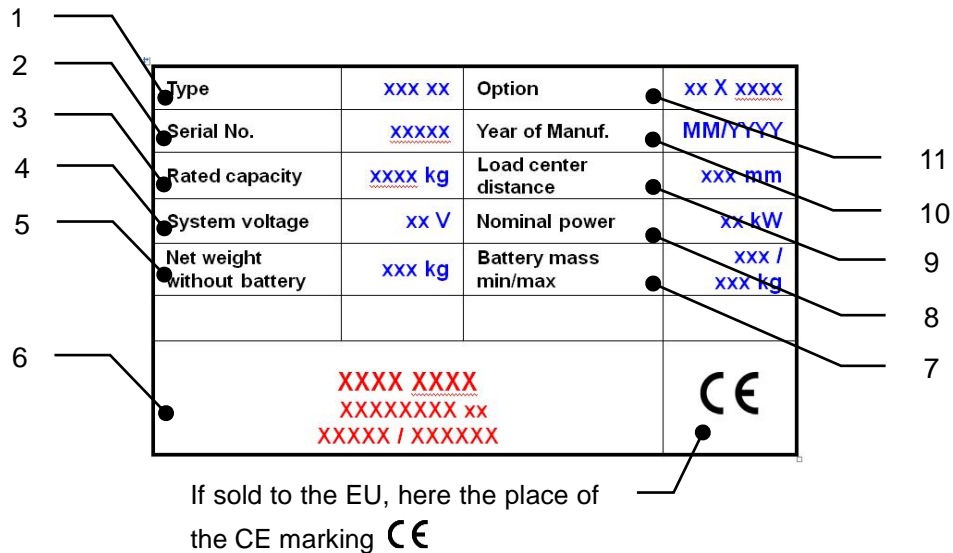 1
2
3
4
5
6
Type xxx xx Option xx X xxxx
Serial No. xxxxx Year of Manuf. MM/YYYY
Rated capacity xxxx kg Load center distance xxx mm
System voltage xx V Nominal power xx kW
Net weight without battery xxx kg Battery mass min/max xxx / xxx kg
XXXX XXXX
XXXXXXXX xx
XXXXX / XXXXXX
CE
11
10
9
8
7
If sold to the EU, here the place of
the CE marking CE